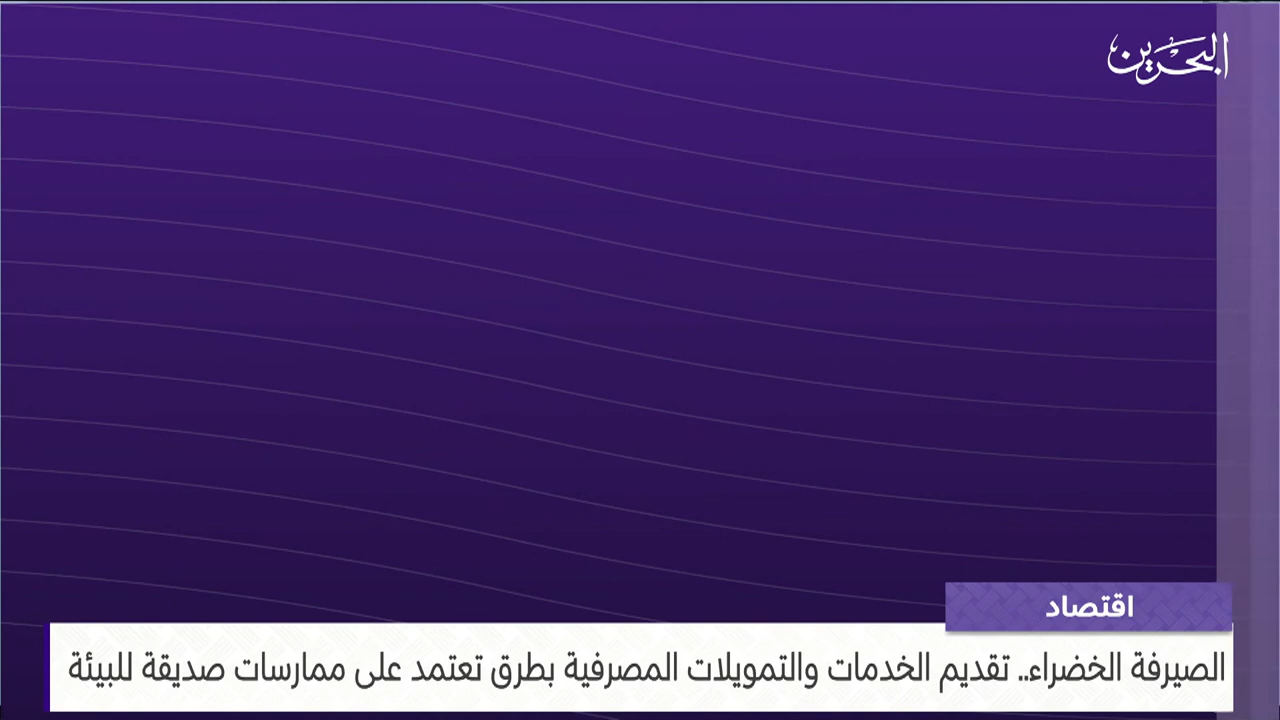 البحرين
اقتصاد
الصيرفة الخضراء.. تقديم الخدمات والتمويلات المصرفية بطرق تعتمد على ممارسات صديقة للبيئة